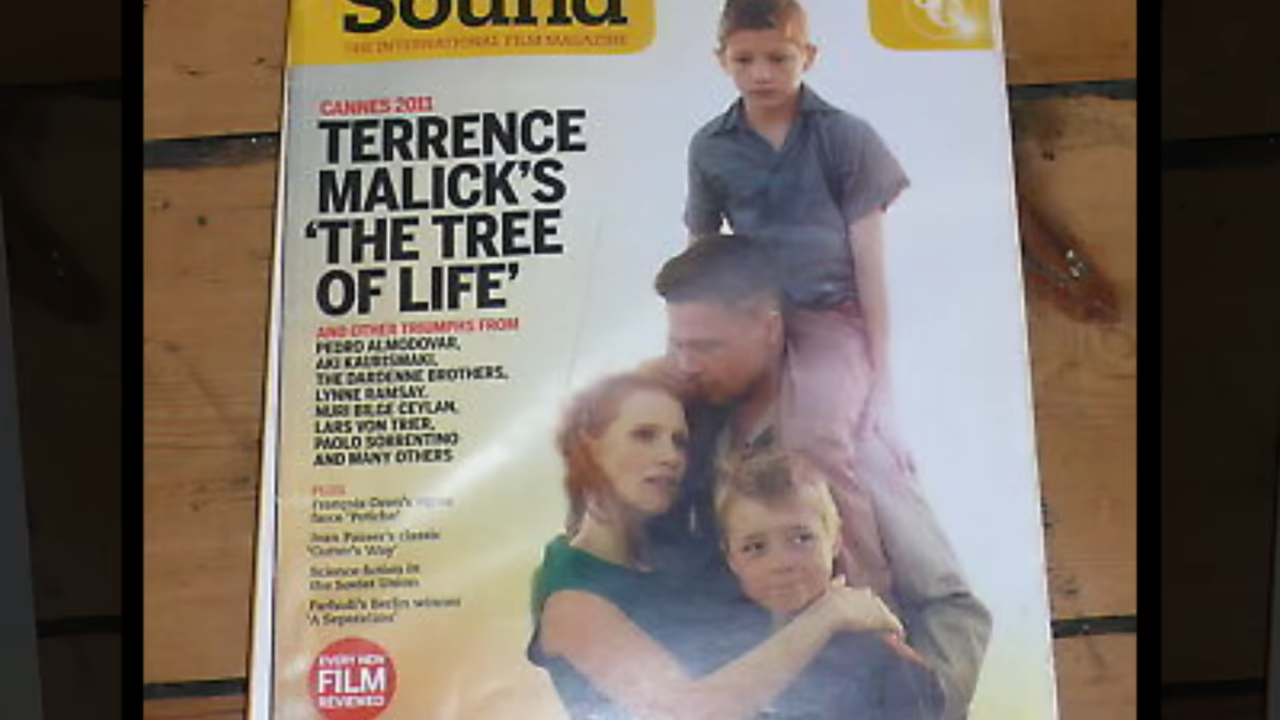 Sound
THE INTERNATIONAL FILM MAGAZINE
CANNES 2011
TERRENCE
MALICK'S
'THE TREE
OF LIFE'
AND OTHER TRIUMPHS FROM
PEDRO ALMODOVAR,
AKI KAURISMAKI,
THE DARDENNE BROTHERS,
LYNNE RAMSAY,
NURI BILGE CEYLAN,
LARS VON TRIER,
PAOLO SORRENTINO
AND MANY OTHERS
PLUS
François Ozon's
farce 'Potiche'
Ivan Passer's classic
'Cutter's Way'
Science fiction in
the Soviet Union
Farhadi's Berlin winner
'A Separation'
EVERY NEW
FILM
REVIEWED